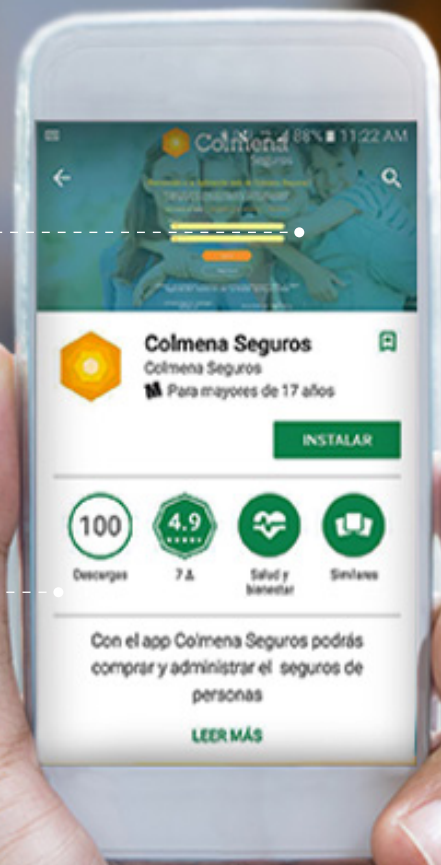 88% 11:22 AM
Colmena
Seguros
Colmena Seguros
Colmena Seguros
Para mayores de 17 años
INSTALAR
100
4.9
Descargas
7
Salud y
bienestar
Similares
Con el app Colmena Seguros podrás
comprar y administrar el seguros de
personas
LEER MÁS